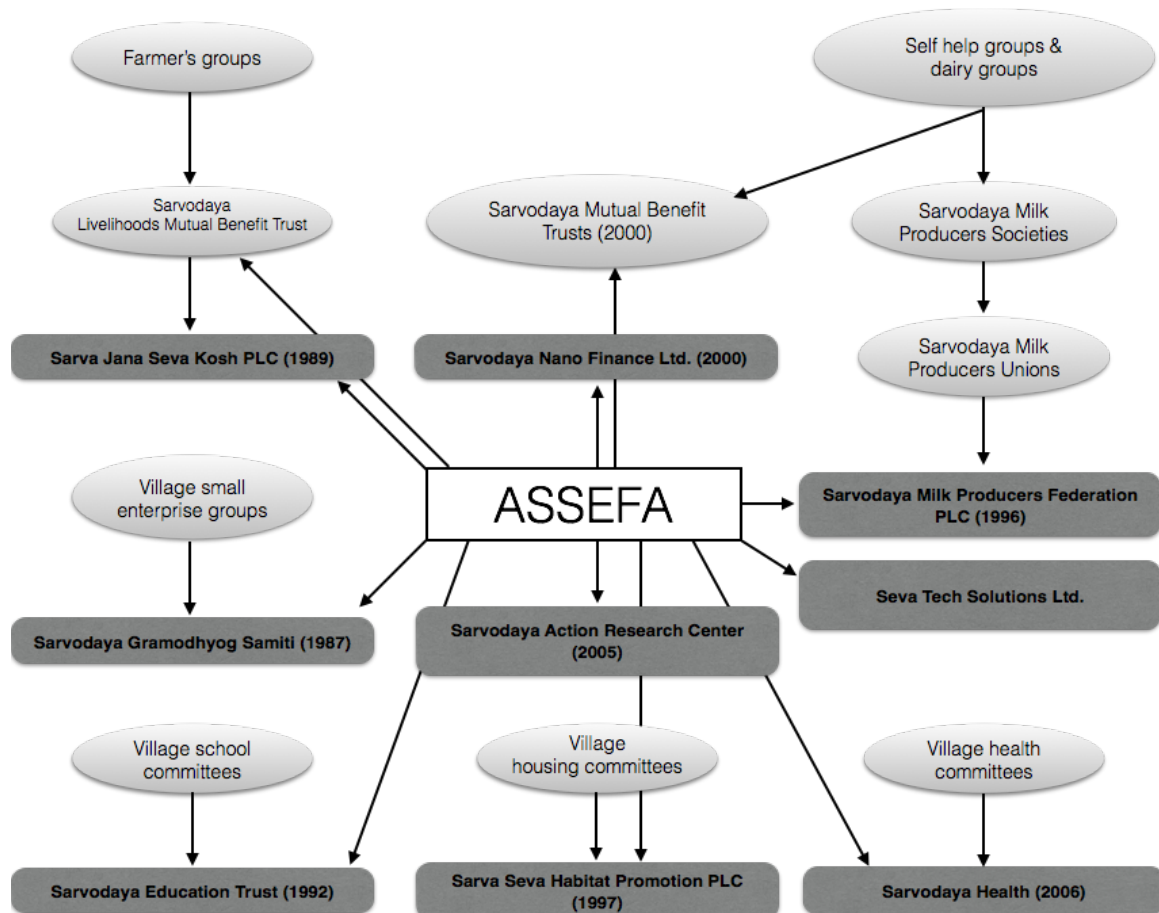 Farmer's groups
Self help groups &
dairy groups
Sarvodaya
Livelihoods Mutual Benefit Trust
Sarvodaya Mutual Benefit
Trusts (2000)
Sarvodaya Milk
Producers Societies
Sarva Jana Seva Kosh PLC (1989)
Sarvodaya Nano Finance Ltd. (2000)
Sarvodaya Milk
Producers Unions
Village small
enterprise groups
ASSEFA
Sarvodaya Milk Producers Federation
PLC (1996)
Seva Tech Solutions Ltd.
Sarvodaya Gramodhyog Samiti (1987)
Sarvodaya Action Research Center
(2005)
Village school
committees
Village
housing committees
Village health
committees
Sarvodaya Education Trust (1992)
Sarva Seva Habitat Promotion PLC
(1997)
Sarvodaya Health (2006)